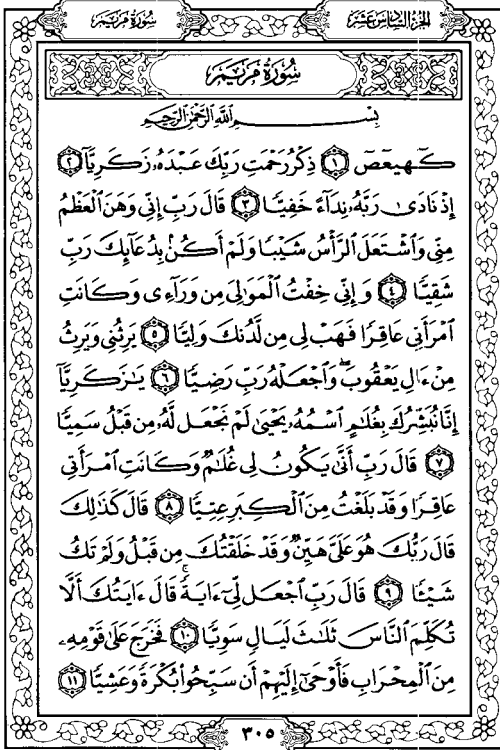 الجزء السادس عشر
سورة مريم
سورة مريم
بسم الله الرحمن الرحيم
كٓهيعٓصٓ ١ ذِكْرُ رَحْمَتِ رَبِّكَ عَبْدَهُۥ زَكَرِيَّآ ٢
إِذْ نَادَىٰ رَبَّهُۥ نِدَآءً خَفِيًّا ٣ قَالَ رَبِّ إِنِّى وَهَنَ ٱلْعَظْمُ
مِنِّى وَٱشْتَعَلَ ٱلرَّأْسُ شَيْبًا وَلَمْ أَكُنۢ بِدُعَآئِكَ رَبِّ
شَقِيًّا ٤ وَإِنِّى خِفْتُ ٱلْمَوَٰلِىَ مِن وَرَآءِى وَكَانَتِ
ٱمْرَأَتِى عَاقِرًا فَهَبْ لِى مِن لَّدُنكَ وَلِيًّا ٥ يَرِثُنِى وَيَرِثُ
مِنْ ءَالِ يَعْقُوبَ ۖ وَٱجْعَلْهُ رَبِّ رَضِيًّا ٦ يَٰزَكَرِيَّآ
إِنَّا نُبَشِّرُكَ بِغُلَٰمٍ ٱسْمُهُۥ يَحْيَىٰ لَمْ نَجْعَل لَّهُۥ مِن قَبْلُ سَمِيًّا
٧ قَالَ رَبِّ أَنَّىٰ يَكُونُ لِى غُلَٰمٌ وَكَانَتِ ٱمْرَأَتِى
عَاقِرًا وَقَدْ بَلَغْتُ مِنَ ٱلْكِبَرِ عِتِيًّا ٨ قَالَ كَذَٰلِكَ
قَالَ رَبُّكَ هُوَ عَلَىَّ هَيِّنٌ وَقَدْ خَلَقْتُكَ مِن قَبْلُ وَلَمْ تَكُ
شَيْـًٔا ٩ قَالَ رَبِّ ٱجْعَل لِّىٓ ءَايَةً ۚ قَالَ ءَايَتُكَ أَلَّا
تُكَلِّمَ ٱلنَّاسَ ثَلَٰثَ لَيَالٍ سَوِيًّا ١٠ فَخَرَجَ عَلَىٰ قَوْمِهِۦ
مِنَ ٱلْمِحْرَابِ فَأَوْحَىٰٓ إِلَيْهِمْ أَن سَبِّحُوا۟ بُكْرَةً وَعَشِيًّا ١١
٣٠٥